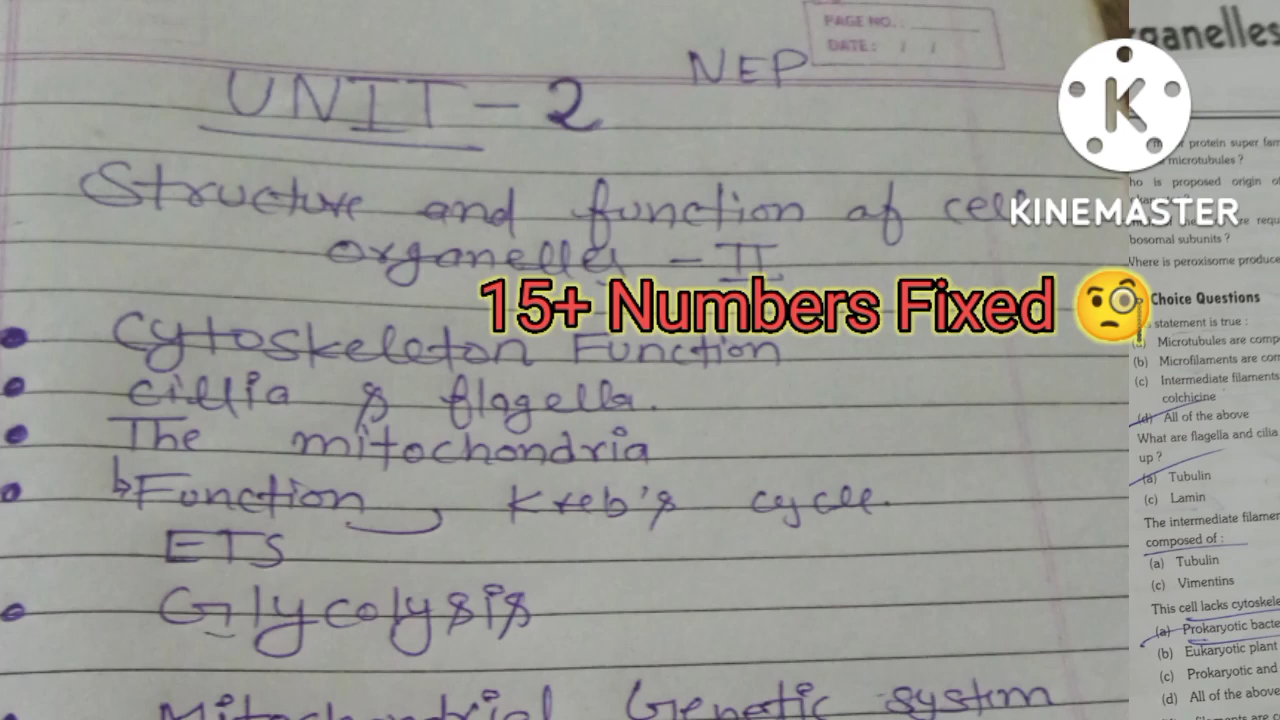 PAGE NO.:
DATE: / /
NEP
UNIT - 2
Structure and function of cell
organelles - II
15+ Numbers Fixed 🧐
• Cytoskeleton Function
• Cillia & flagella.
• The mitochondria
• Function Kreb's cycle.
ETS
• Glycolysis
• Mitochondrial Genetic system
K
KINEMASTER
rganelles
protein super fam
microtubules ?
ho is proposed origin of
re requ
bosomal subunits ?
Where is peroxisome produce
Choice Questions
statement is true :
Microtubules are comp
(b) Microfilaments are com
(c) Intermediate filaments
colchicine
(d) All of the above
What are flagella and cilia
up ?
(a) Tubulin
(c) Lamin
The intermediate filamen
composed of :
(a) Tubulin
(c) Vimentins
This cell lacks cytoskele
(a) Prokaryotic bacte
(b) Eukaryotic plant
(c) Prokaryotic and
(d) All of the above